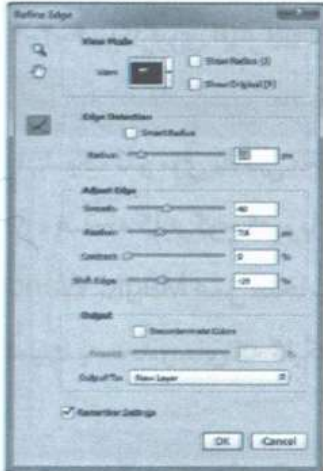 Refine Edge
View Mode
View:
Show Radius (J)
Show Original (P)
Edge Detection
Smart Radius
Radius: px
Adjust Edge
Smooth: 40
Feather: px
Contrast: 0 %
Shift Edge: %
Output
Decontaminate Colors
Amount: %
Output To: New Layer
Remember Settings
OK Cancel